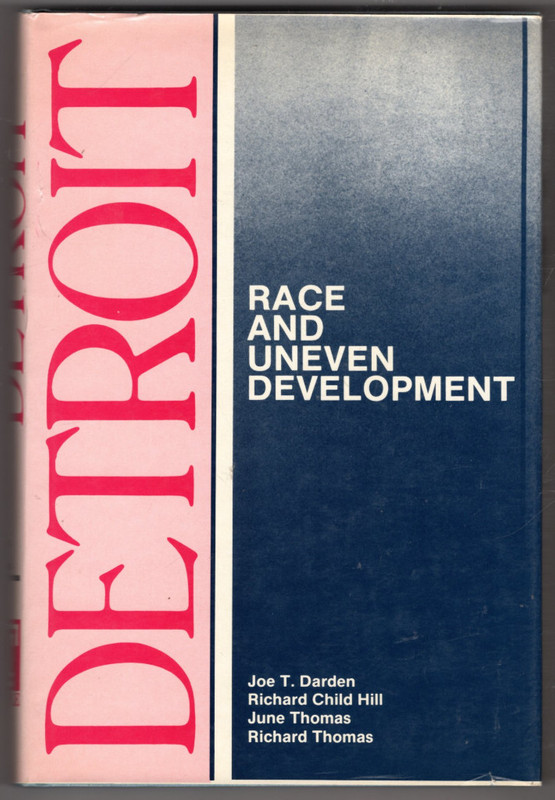 DETROIT
RACE
AND
UNEVEN
DEVELOPMENT
Joe T. Darden
Richard Child Hill
June Thomas
Richard Thomas